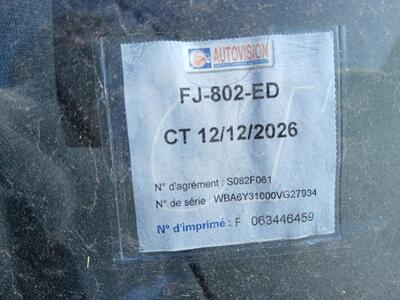 AUTOVISION
FJ-802-ED
CT 12/12/2026
N° d'agrément : S082F061
N° de série : WBA6Y31000VG27934
N° d'imprimé : F 063446459